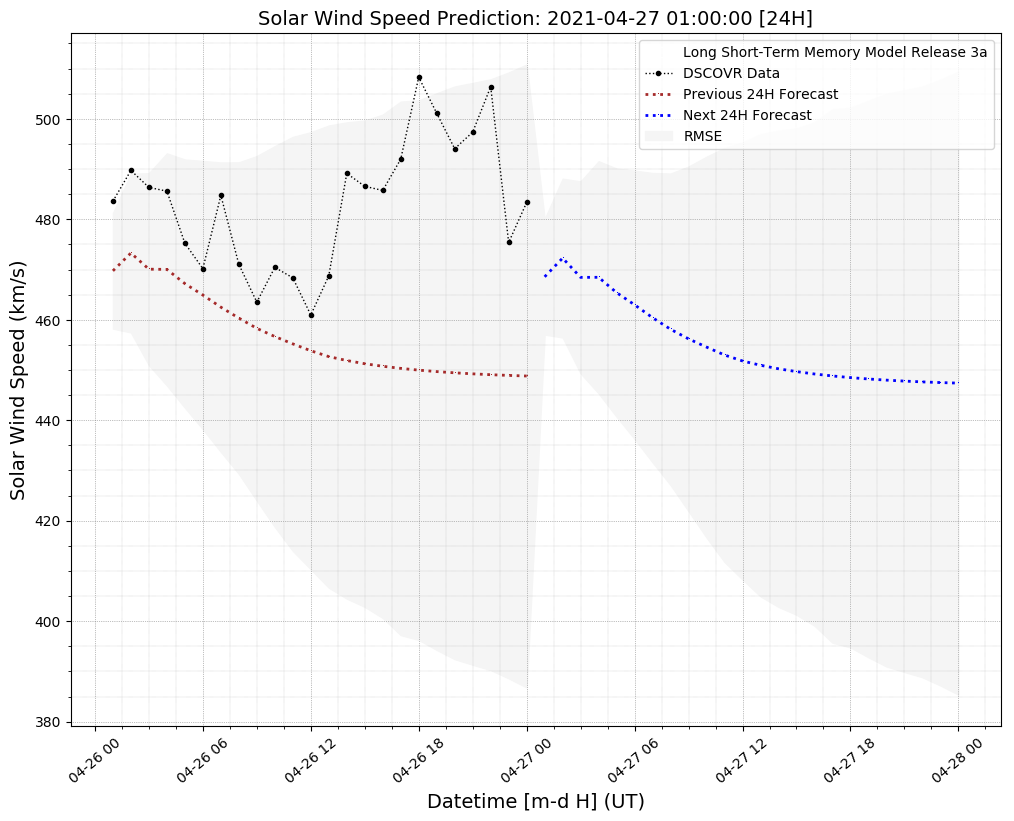 Solar Wind Speed Prediction: 2021-04-27 01:00:00 [24H]
Long Short-Term Memory Model Release 3a
DSCOVR Data
Previous 24H Forecast
Next 24H Forecast
RMSE
Solar Wind Speed (km/s)
500
480
460
440
420
400
380
04-26 00
04-26 06
04-26 12
04-26 18
04-27 00
04-27 06
04-27 12
04-27 18
04-28 00
Datetime [m-d H] (UT)